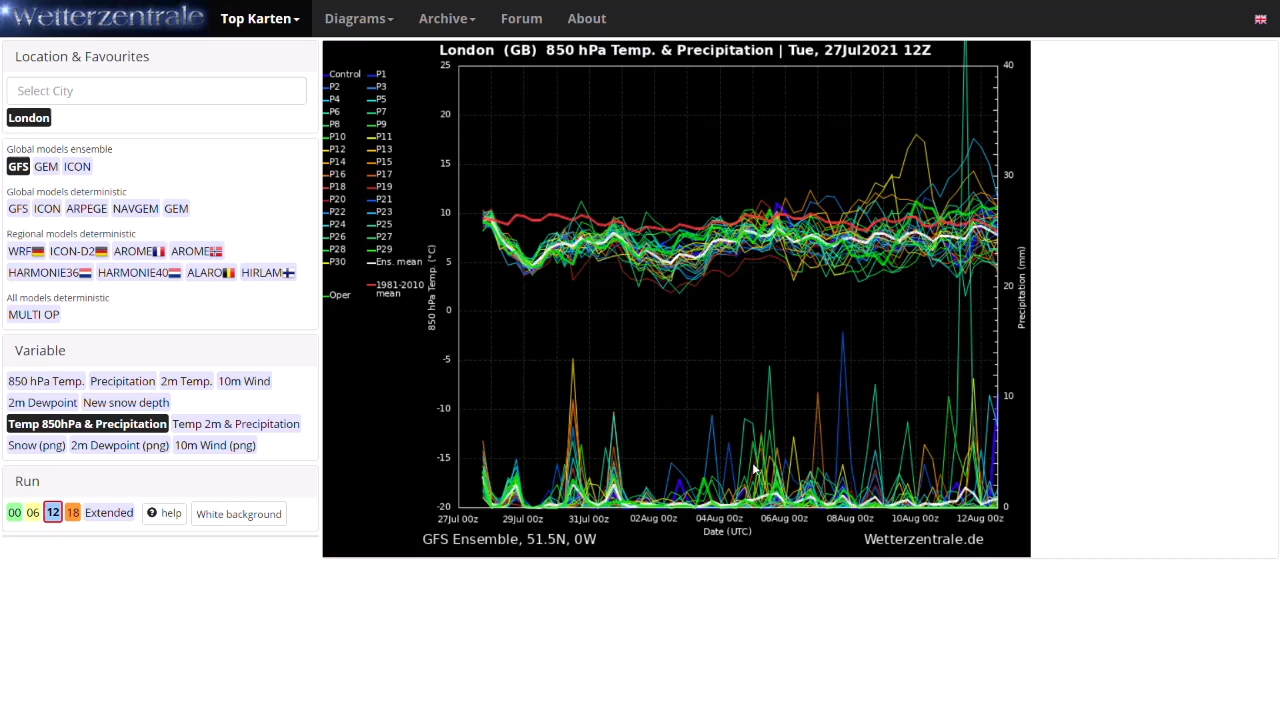 Wetterzentrale Top Karten Diagrams Archive Forum About
Location & Favourites
Select City
London
Global models ensemble
GFS GEM ICON
Global models deterministic
GFS ICON ARPEGE NAVGEM GEM
Regional models deterministic
WRF ICON-D2 AROME AROME
HARMONIE36 HARMONIE40 ALARO HIRLAM
All models deterministic
MULTI OP
Variable
850 hPa Temp. Precipitation 2m Temp. 10m Wind
2m Dewpoint New snow depth
Temp 850hPa & Precipitation Temp 2m & Precipitation
Snow (png) 2m Dewpoint (png) 10m Wind (png)
Run
00 06 12 18 Extended help White background
London (GB) 850 hPa Temp. & Precipitation | Tue, 27Jul2021 12Z
Control P1
P2 P3
P4 P5
P6 P7
P8 P9
P10 P11
P12 P13
P14 P15
P16 P17
P18 P19
P20 P21
P22 P23
P24 P25
P26 P27
P28 P29
P30 Ens. mean
Oper 1981-2010
mean
850 hPa Temp. (°C)
25
20
15
10
5
0
-5
-10
-15
-20
40
30
20
10
0
Precipitation (mm)
27Jul 00z 29Jul 00z 31Jul 00z 02Aug 00z 04Aug 00z 06Aug 00z 08Aug 00z 10Aug 00z 12Aug 00z
Date (UTC)
GFS Ensemble, 51.5N, 0W Wetterzentrale.de